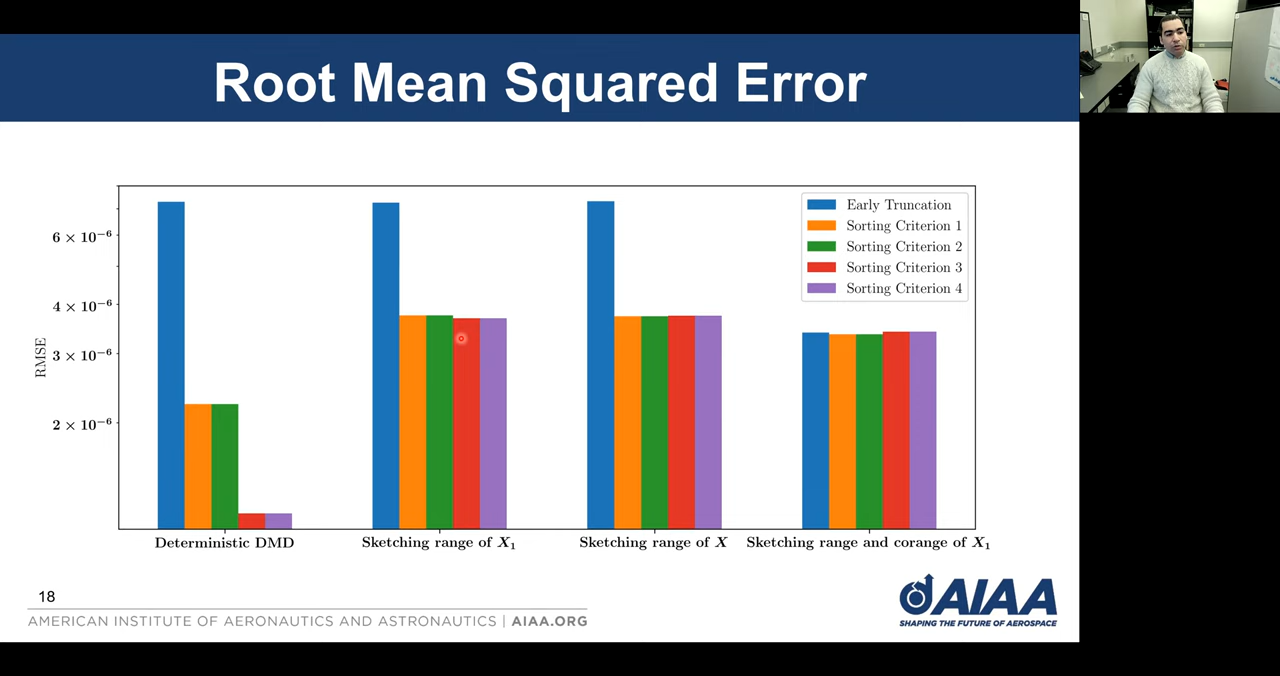 Root Mean Squared Error
RMSE
6 × 10⁻⁶
4 × 10⁻⁶
3 × 10⁻⁶
2 × 10⁻⁶
Early Truncation
Sorting Criterion 1
Sorting Criterion 2
Sorting Criterion 3
Sorting Criterion 4
Deterministic DMD
Sketching range of X₁
Sketching range of X
Sketching range and corange of X₁
18
AMERICAN INSTITUTE OF AERONAUTICS AND ASTRONAUTICS | AIAA.ORG
AIAA
SHAPING THE FUTURE OF AEROSPACE